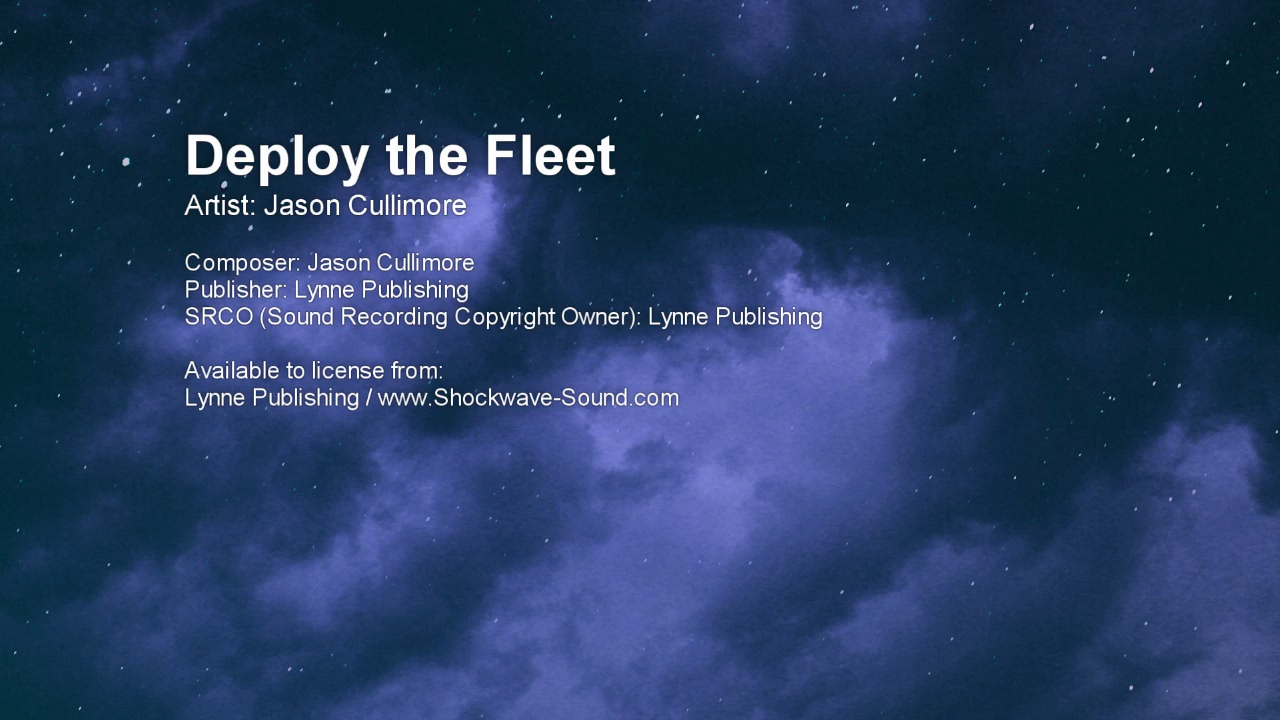 Deploy the Fleet
Artist: Jason Cullimore
Composer: Jason Cullimore
Publisher: Lynne Publishing
SRCO (Sound Recording Copyright Owner): Lynne Publishing
Available to license from:
Lynne Publishing / www.Shockwave-Sound.com